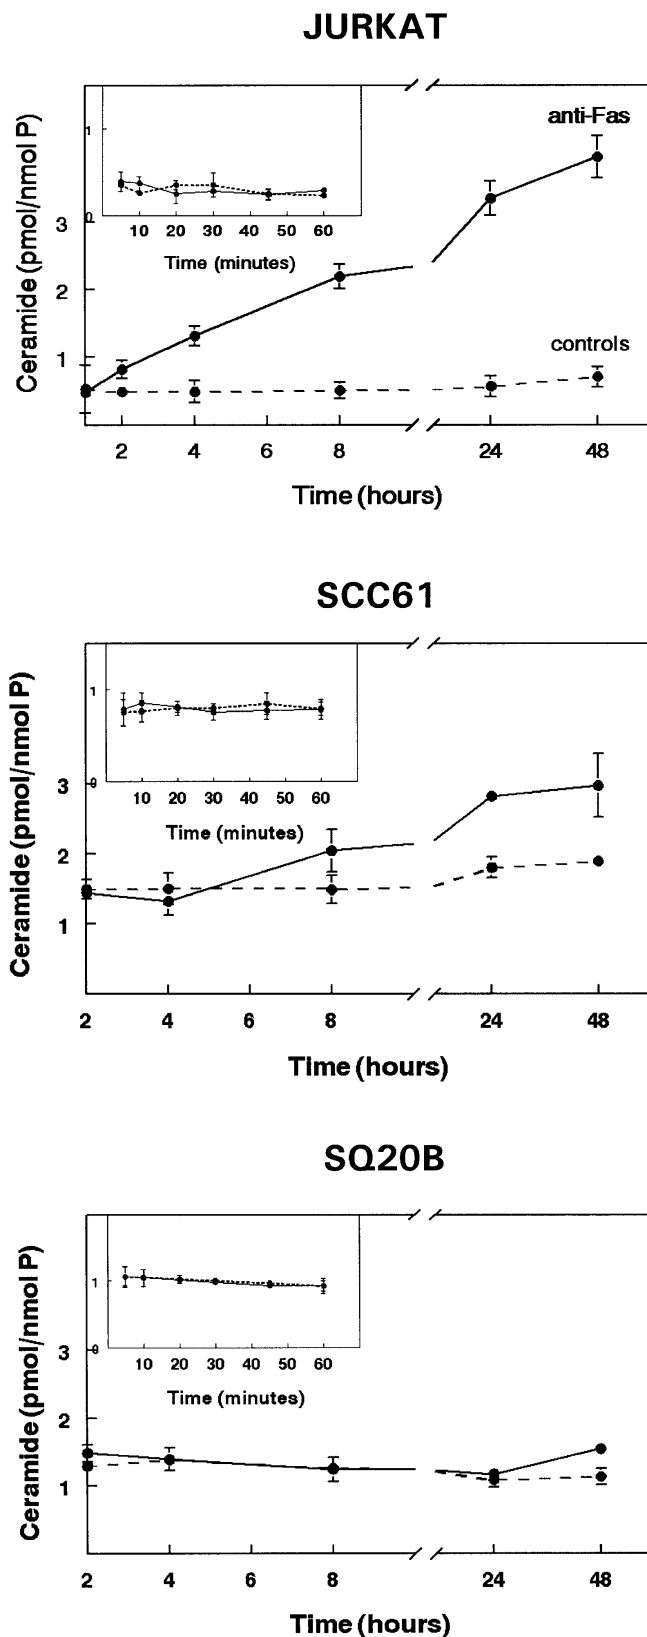 JURKAT
Ceramide (pmol/nmol P)
anti-Fas
controls
1
0
10 20 30 40 50 60
Time (minutes)
3
2
1
2 4 6 8 24 48
Time (hours)
SCC61
Ceramide (pmol/nmol P)
1
0
10 20 30 40 50 60
Time (minutes)
3
2
1
2 4 6 8 24 48
Time (hours)
SQ20B
Ceramide (pmol/nmol P)
1
0
10 20 30 40 50 60
Time (minutes)
3
2
1
2 4 6 8 24 48
Time (hours)